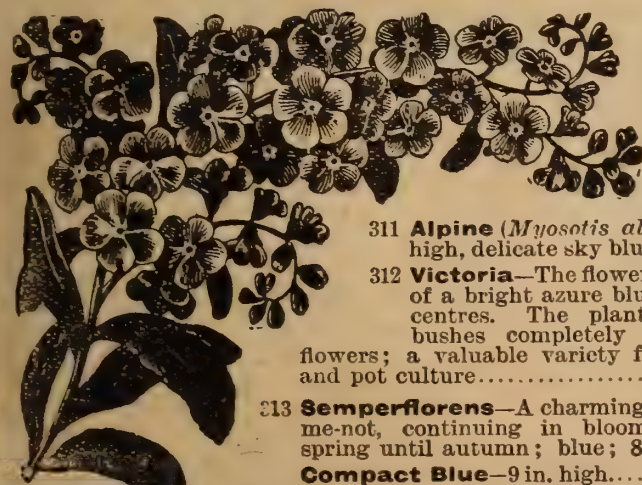 311 Alpine (Myosotis al
high, delicate sky blu
312 Victoria—The flower
of a bright azure blu
centres. The plant
bushes completely
flowers; a valuable variety f
and pot culture..................
313 Semperflorens—A charming
me-not, continuing in bloom
spring until autumn; blue; 8
Compact Blue—9 in. high....